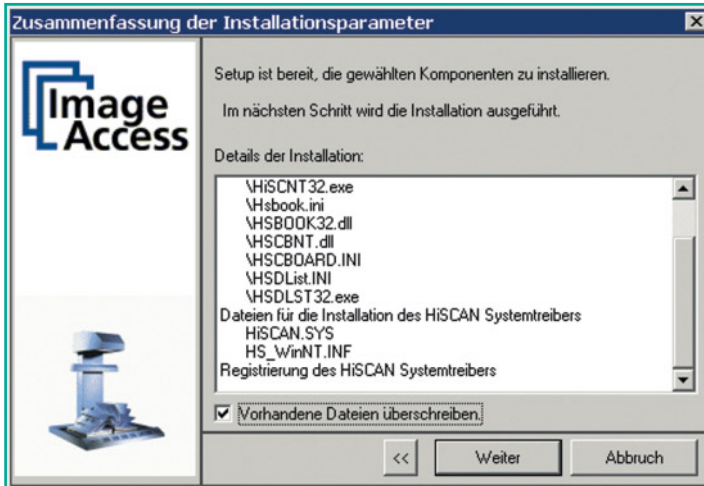 Zusammenfassung der Installationsparameter
Image
Access
Setup ist bereit, die gewählten Komponenten zu installieren.
Im nächsten Schritt wird die Installation ausgeführt.
Details der Installation:
\HiSCNT32.exe
\Hsbook.ini
\HSBOOK32.dll
\HSCBNT.dll
\HSCBOARD.INI
\HSDList.INI
\HSDLST32.exe
Dateien für die Installation des HiSCAN Systemtreibers
HiSCAN.SYS
HS_WinNT.INF
Registrierung des HiSCAN Systemtreibers
Vorhandene Dateien überschreiben.
<< Weiter Abbruch